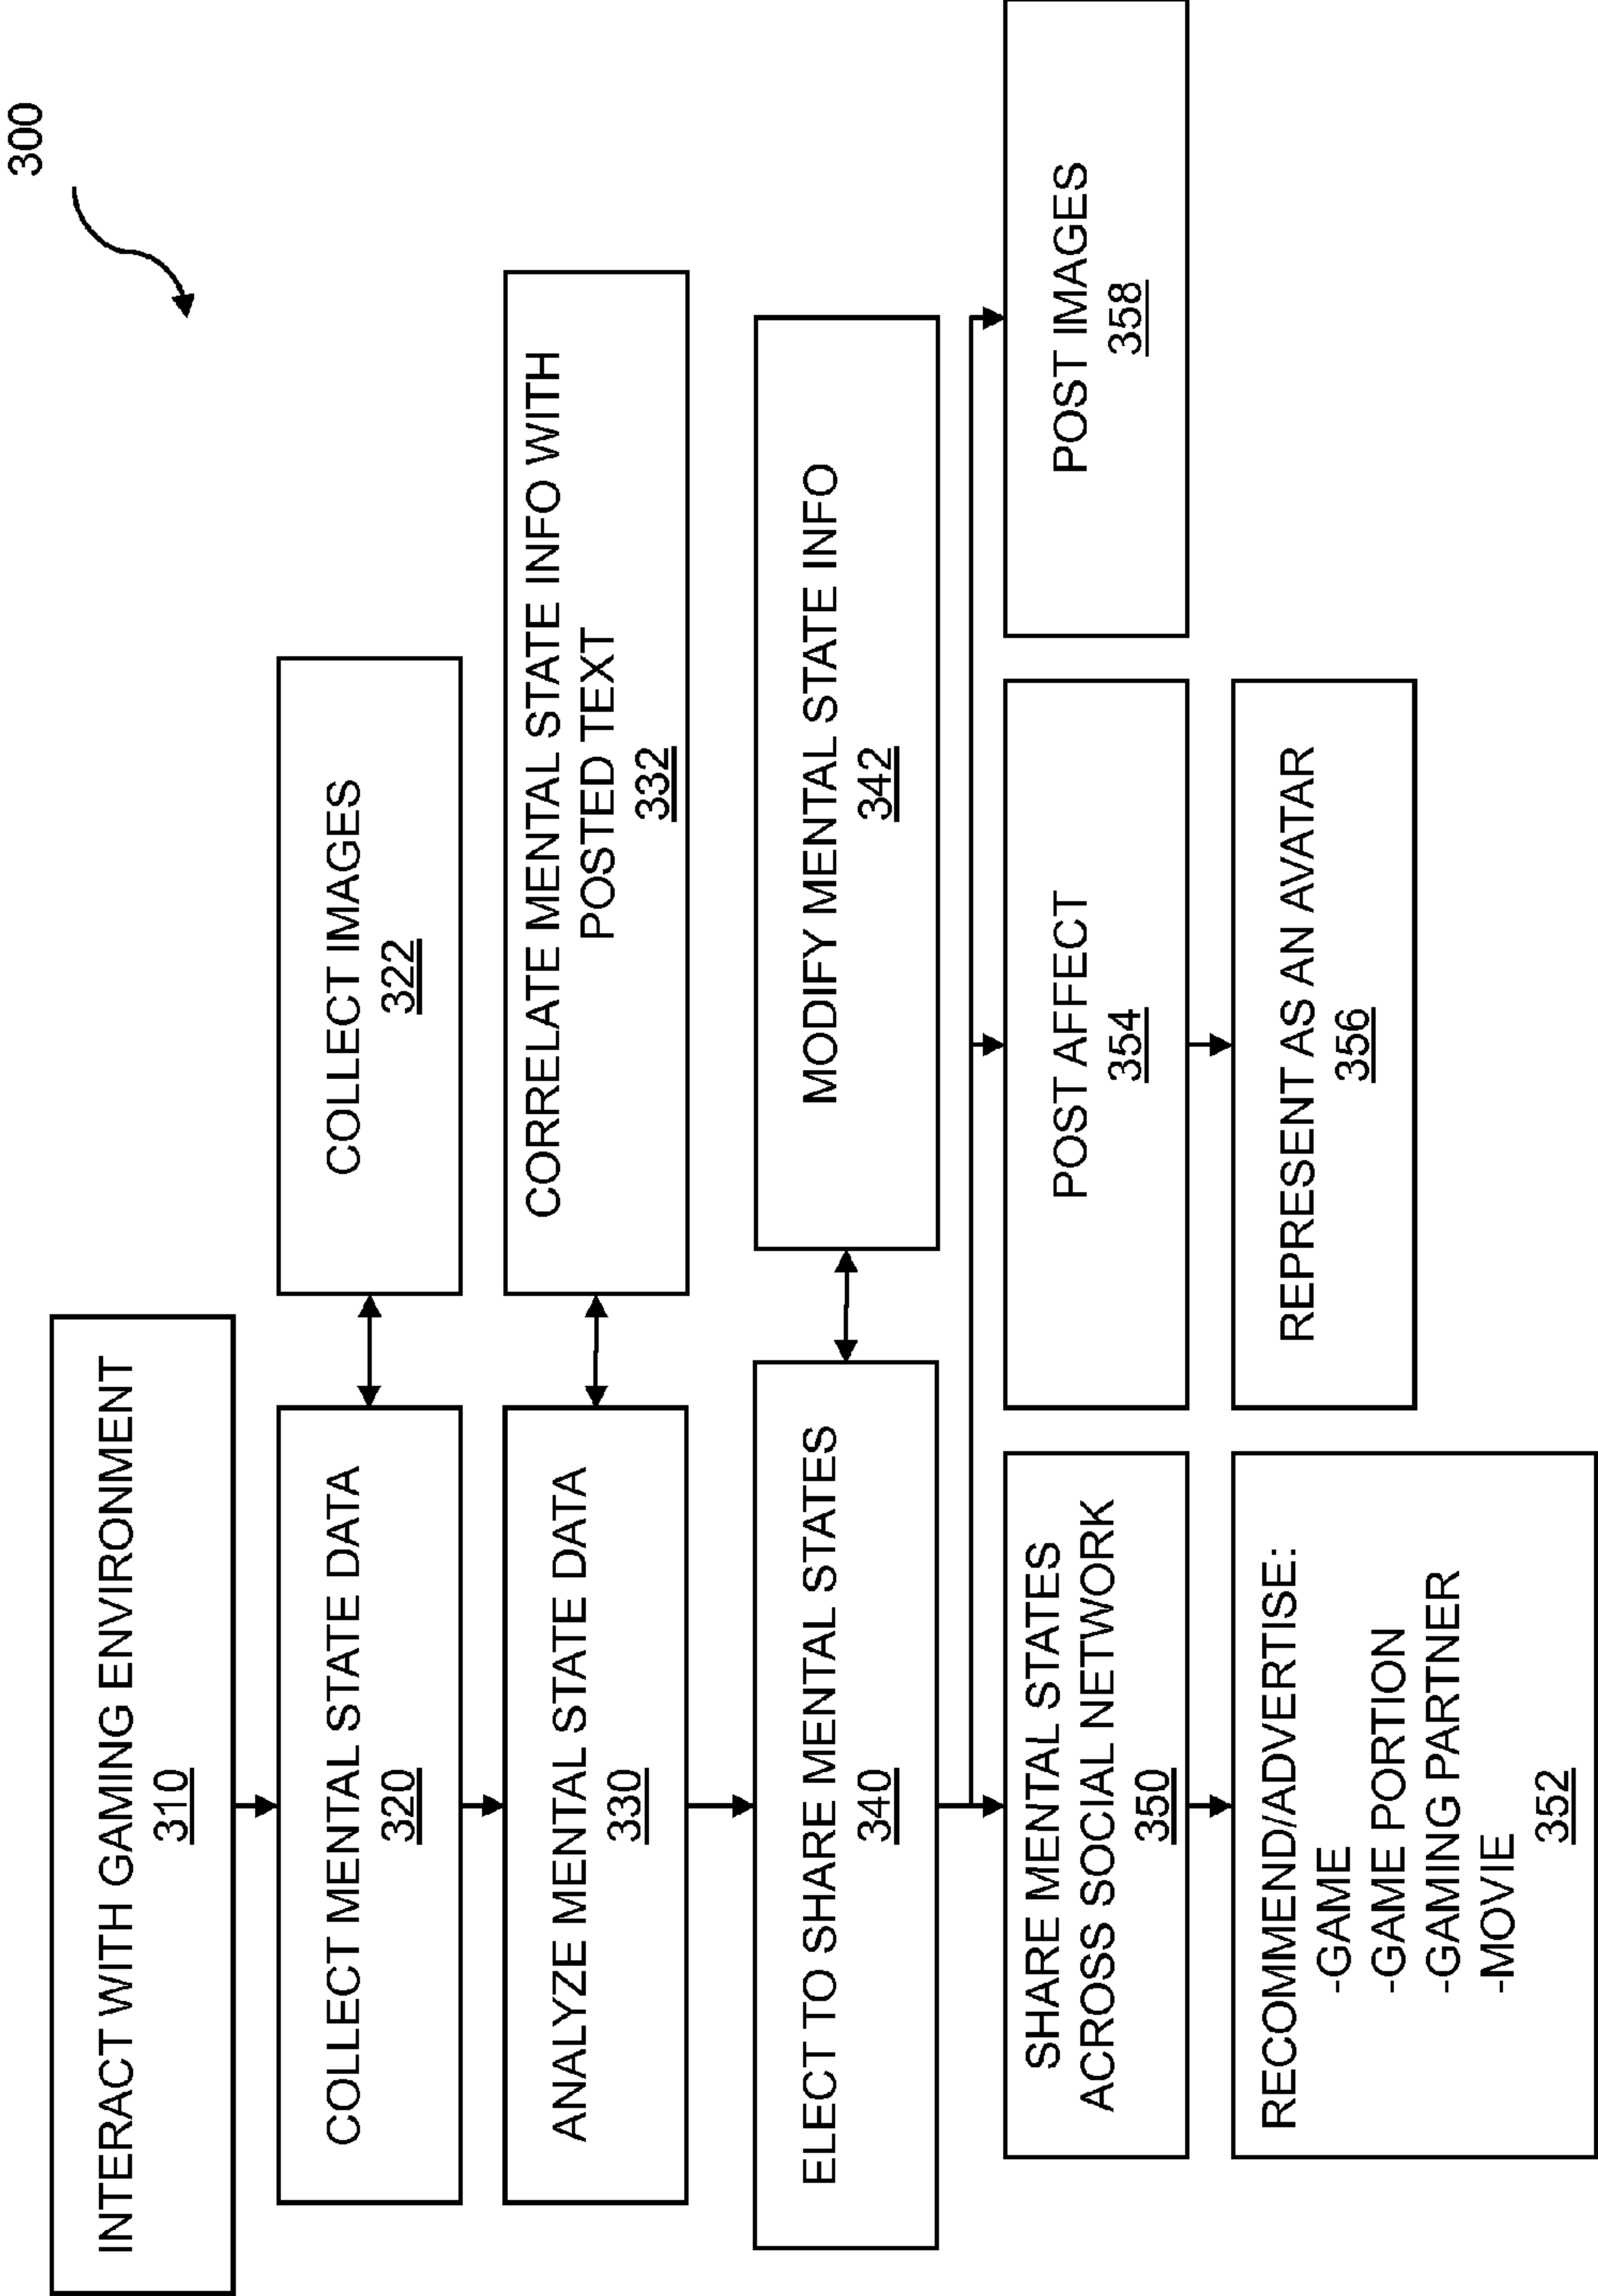 300
INTERACT WITH GAMING ENVIRONMENT
310
COLLECT MENTAL STATE DATA
320
COLLECT IMAGES
322
ANALYZE MENTAL STATE DATA
330
CORRELATE MENTAL STATE INFO WITH
POSTED TEXT
332
ELECT TO SHARE MENTAL STATES
340
MODIFY MENTAL STATE INFO
342
SHARE MENTAL STATES
ACROSS SOCIAL NETWORK
350
POST AFFECT
354
POST IMAGES
358
RECOMMEND/ADVERTISE:
-GAME
-GAME PORTION
-GAMING PARTNER
-MOVIE
352
REPRESENT AS AN AVATAR
356